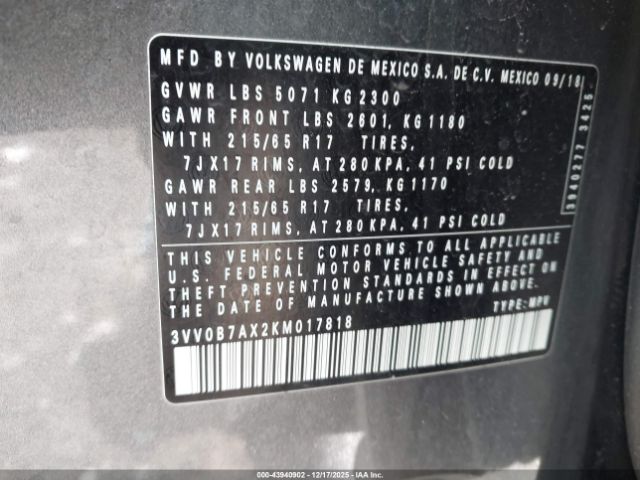 MFD BY VOLKSWAGEN DE MEXICO S.A. DE C.V. MEXICO 09/18
GVWR LBS 5071 KG 2300
GAWR FRONT LBS 2601, KG 1180
WITH 215/65 R17 TIRES,
7JX17 RIMS, AT 280 KPA, 41 PSI COLD
GAWR REAR LBS 2579, KG 1170
WITH 215/65 R17 TIRES,
7JX17 RIMS, AT 280 KPA, 41 PSI COLD
THIS VEHICLE CONFORMS TO ALL APPLICABLE
U.S. FEDERAL MOTOR VEHICLE SAFETY AND
THEFT PREVENTION STANDARDS IN EFFECT ON
THE DATE OF MANUFACTURE SHOWN ABOVE.
3VV0B7AX2KM017818
TYPE: MPV
000-43940902 | 12/17/2025 - IAAI.COM